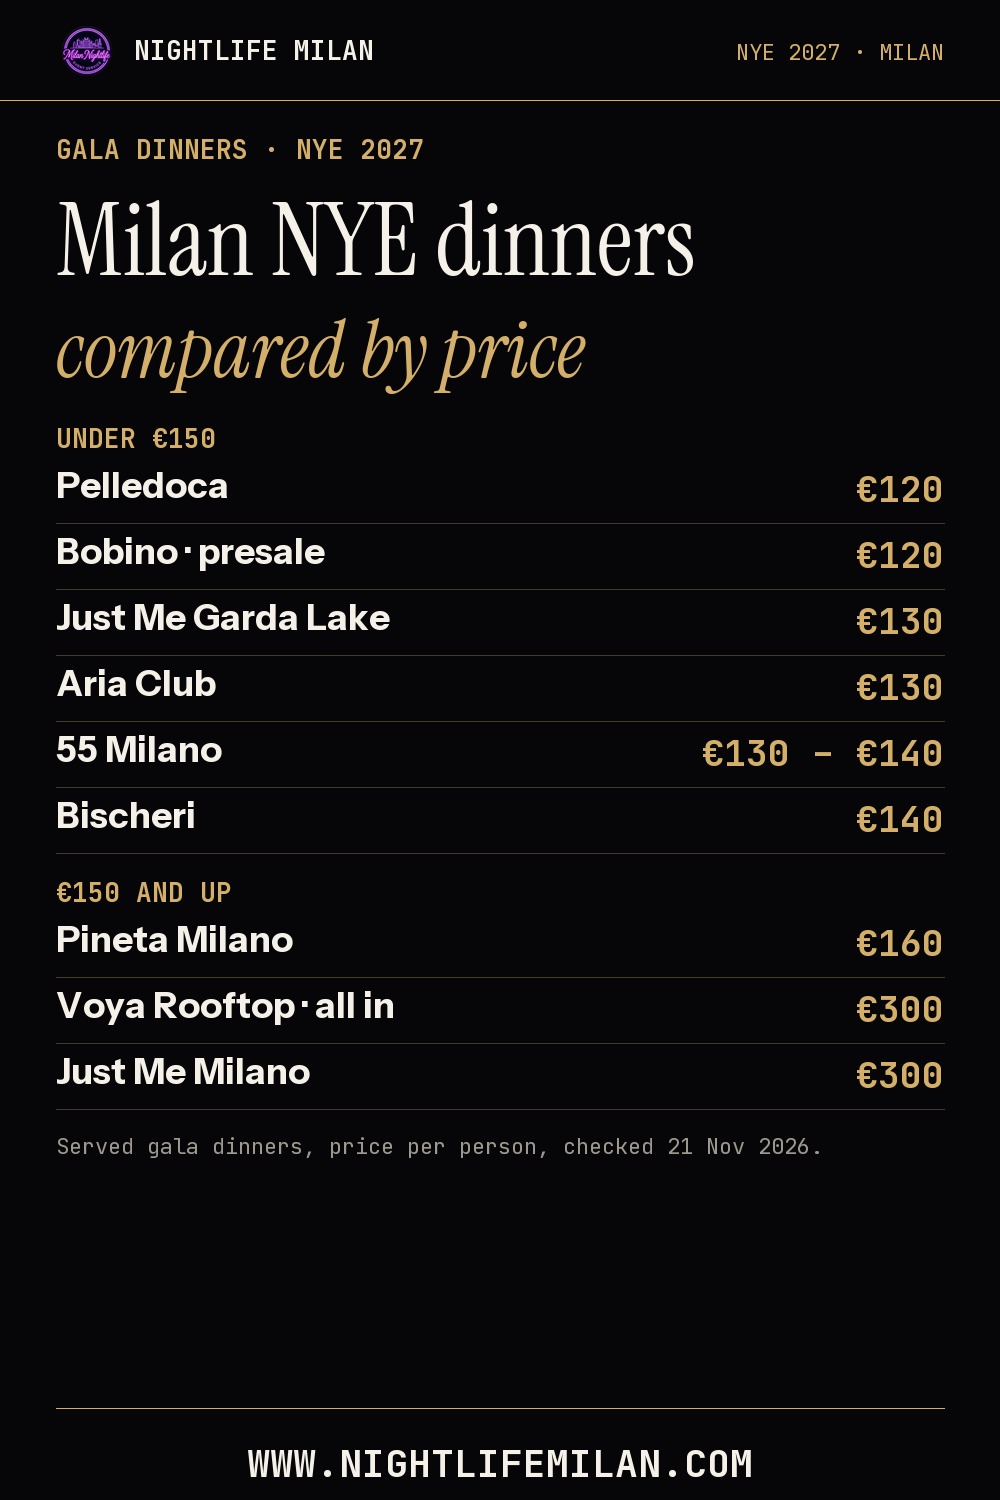 Milan Nightlife
NIGHTLIFE MILAN
NYE 2027 · MILAN
GALA DINNERS · NYE 2027
Milan NYE dinners
compared by price
UNDER €150
Pelledoca €120
Bobino · presale €120
Just Me Garda Lake €130
Aria Club €130
55 Milano €130 – €140
Bischeri €140
€150 AND UP
Pineta Milano €160
Voya Rooftop · all in €300
Just Me Milano €300
Served gala dinners, price per person, checked 21 Nov 2026.
WWW.NIGHTLIFEMILAN.COM